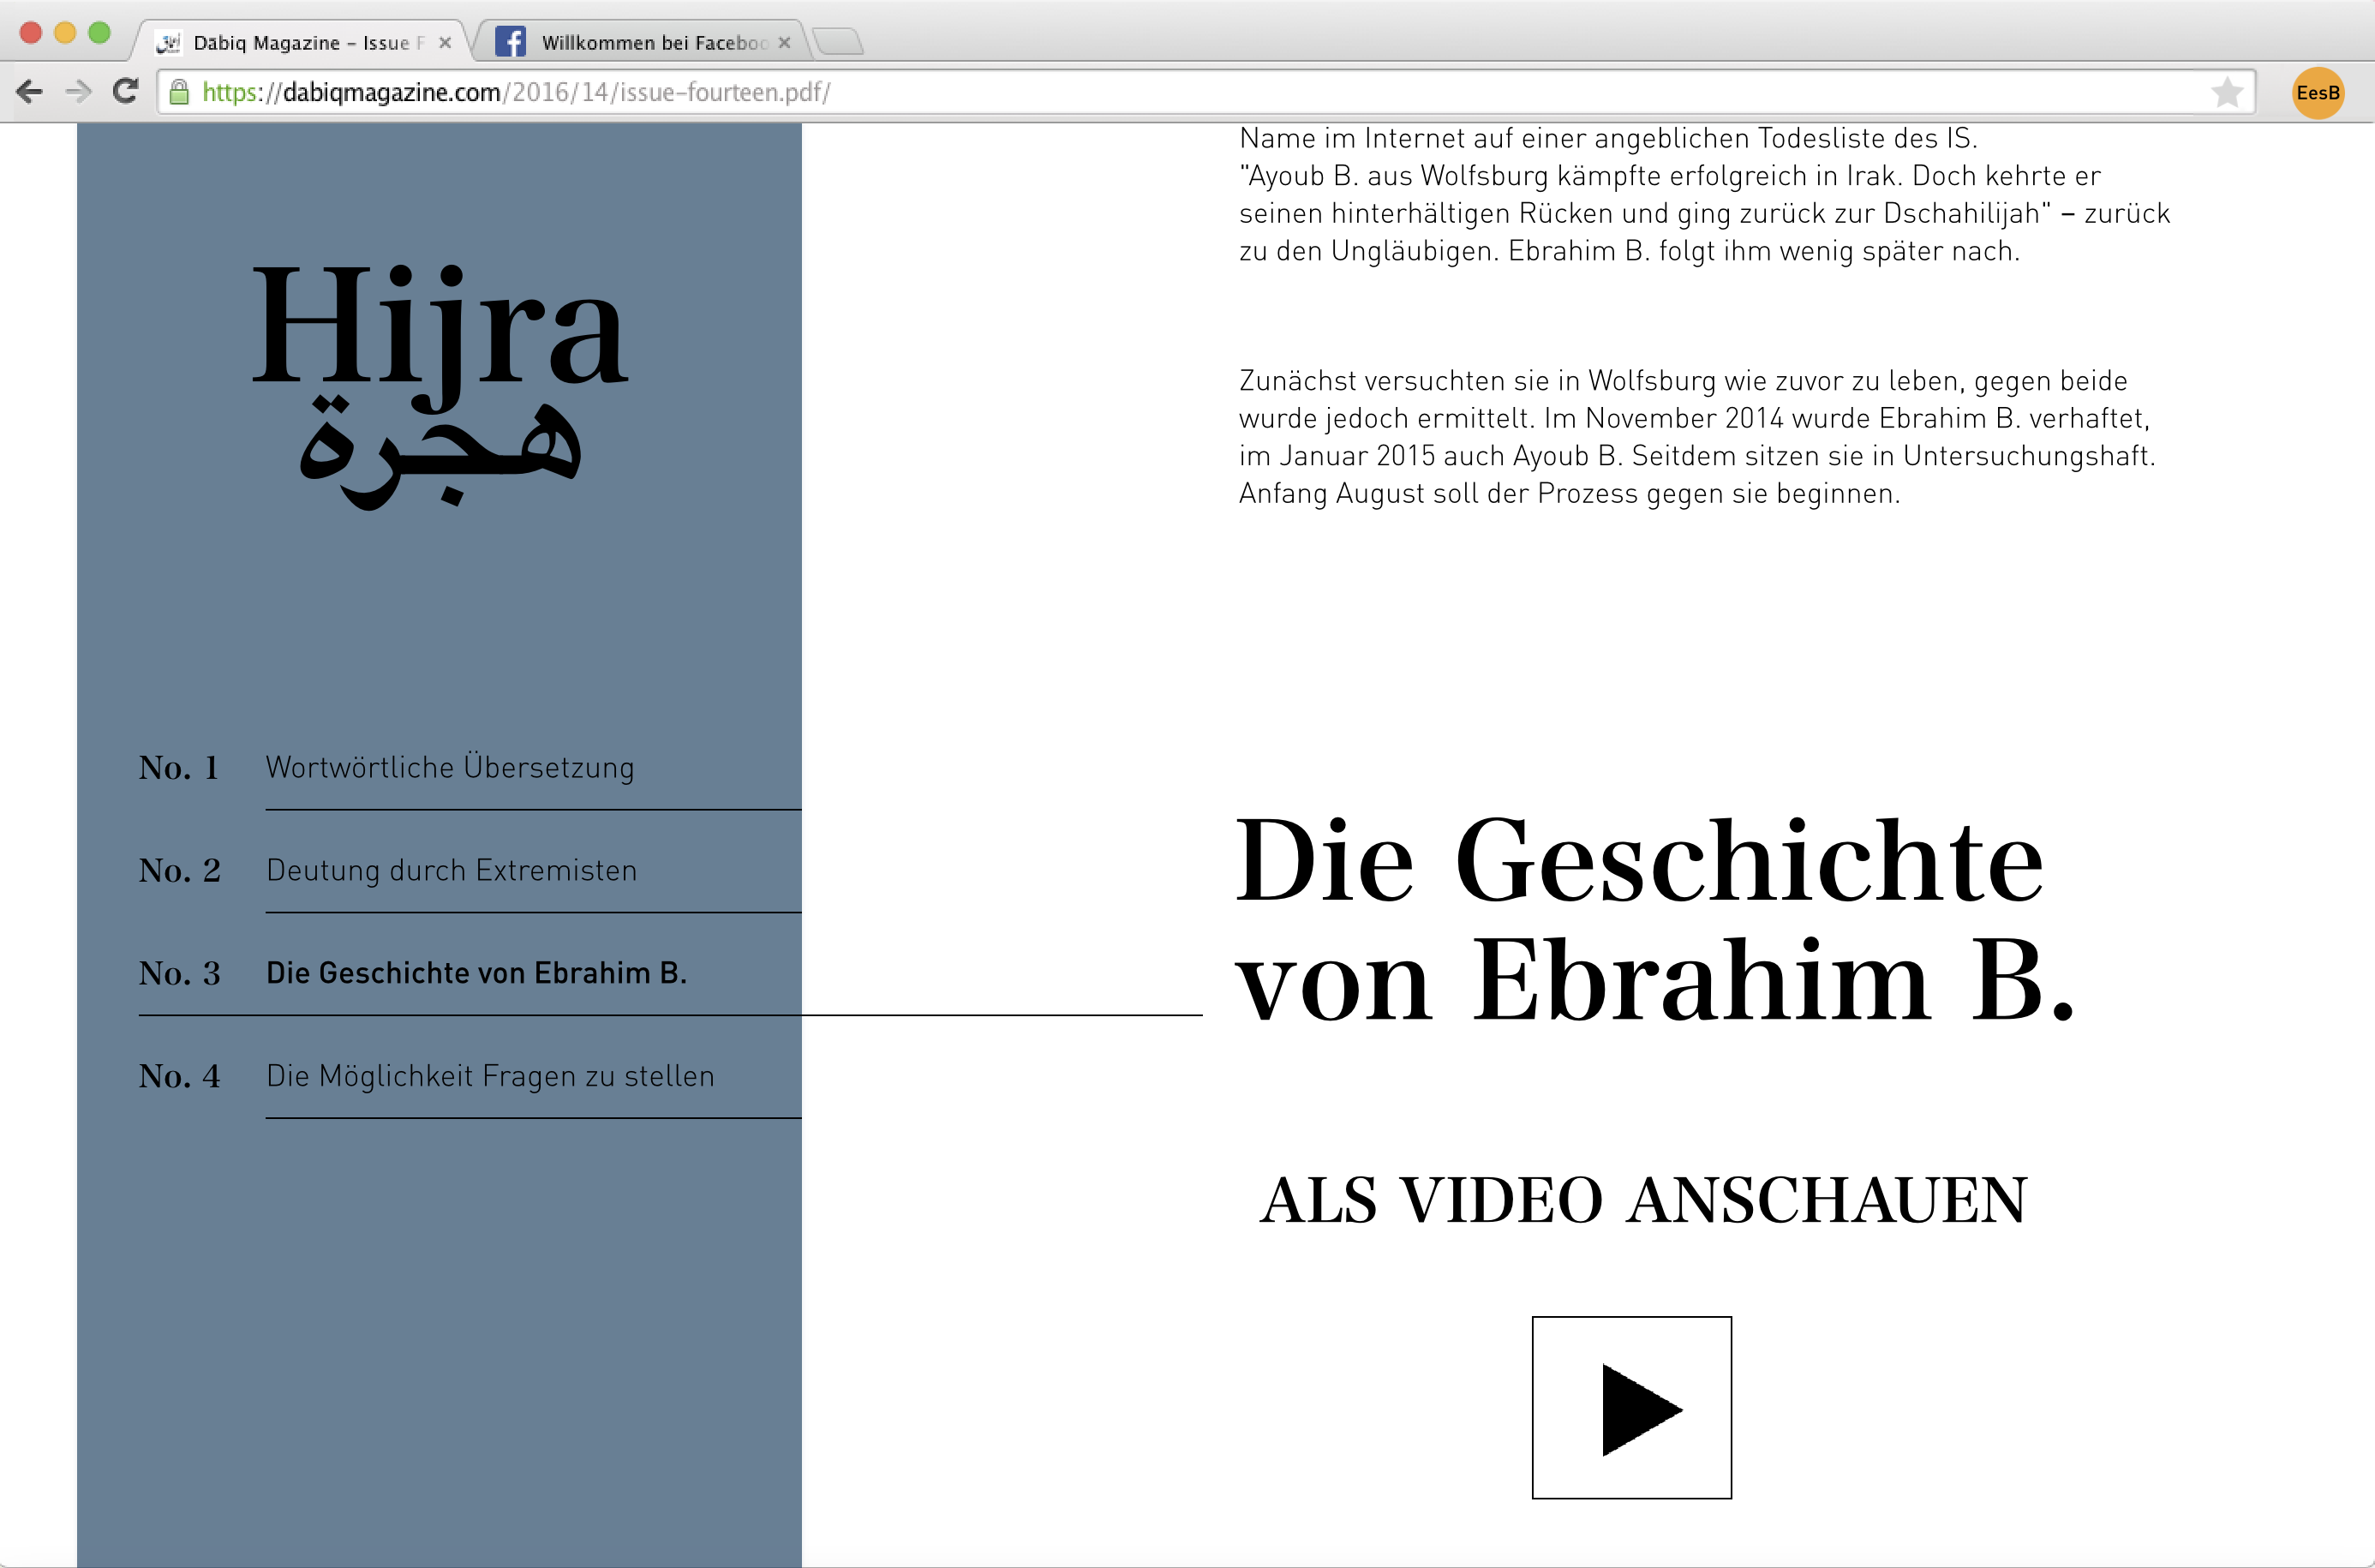 Dabiq Magazine – Issue F
Willkommen bei Faceboo
https://dabiqmagazine.com/2016/14/issue-fourteen.pdf/
EesB
Hijra
هجرة
No. 1 Wortwörtliche Übersetzung
No. 2 Deutung durch Extremisten
No. 3 Die Geschichte von Ebrahim B.
No. 4 Die Möglichkeit Fragen zu stellen
Name im Internet auf einer angeblichen Todesliste des IS.
"Ayoub B. aus Wolfsburg kämpfte erfolgreich in Irak. Doch kehrte er
seinen hinterhältigen Rücken und ging zurück zur Dschahilijah" – zurück
zu den Ungläubigen. Ebrahim B. folgt ihm wenig später nach.
Zunächst versuchten sie in Wolfsburg wie zuvor zu leben, gegen beide
wurde jedoch ermittelt. Im November 2014 wurde Ebrahim B. verhaftet,
im Januar 2015 auch Ayoub B. Seitdem sitzen sie in Untersuchungshaft.
Anfang August soll der Prozess gegen sie beginnen.
Die Geschichte
von Ebrahim B.
ALS VIDEO ANSCHAUEN